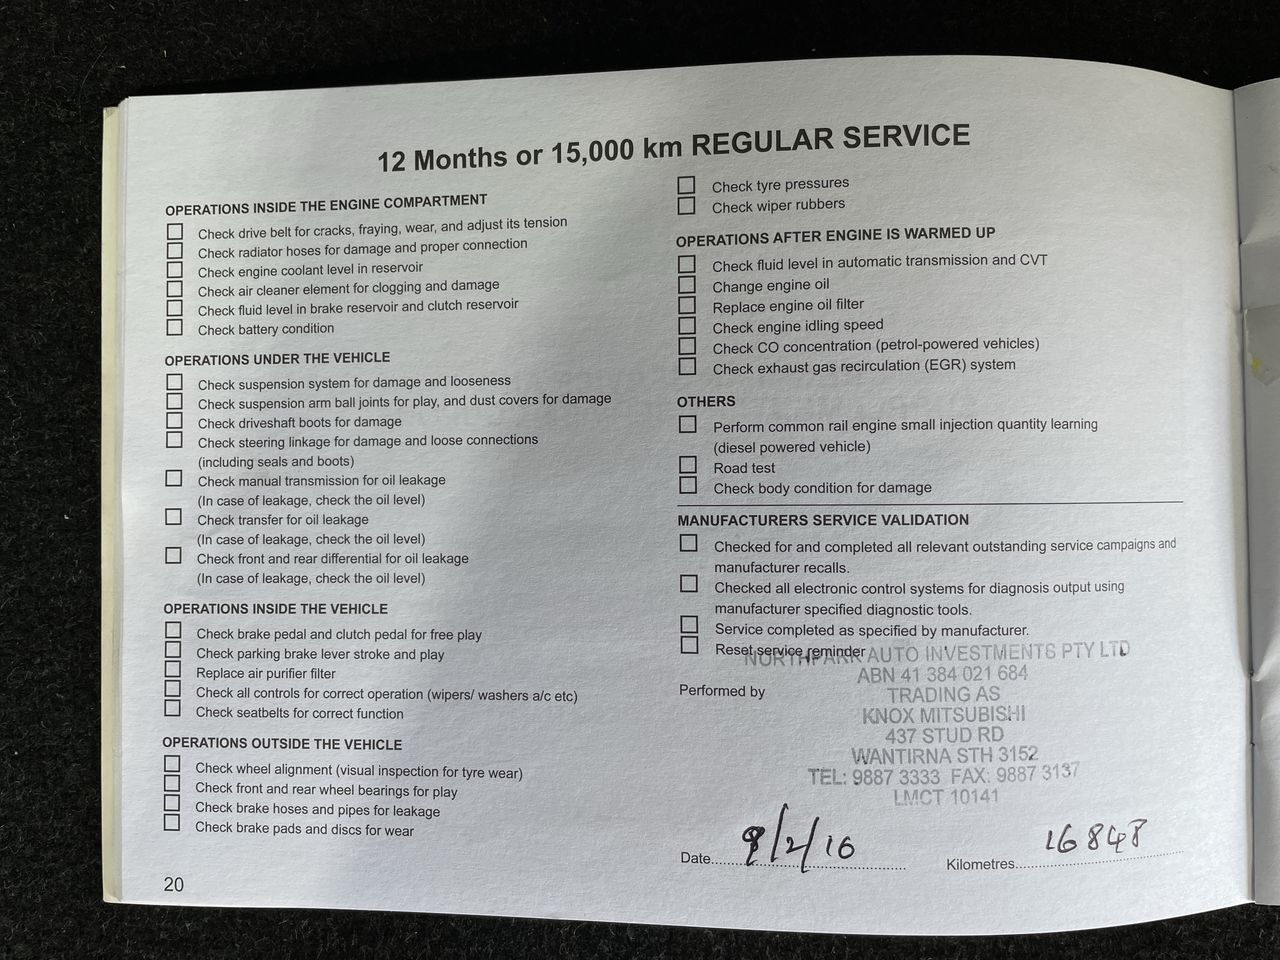 12 Months or 15,000 km REGULAR SERVICE
OPERATIONS INSIDE THE ENGINE COMPARTMENT
Check drive belt for cracks, fraying, wear, and adjust its tension
Check radiator hoses for damage and proper connection
Check engine coolant level in reservoir
Check air cleaner element for clogging and damage
Check fluid level in brake reservoir and clutch reservoir
Check battery condition
OPERATIONS UNDER THE VEHICLE
Check suspension system for damage and looseness
Check suspension arm ball joints for play, and dust covers for damage
Check driveshaft boots for damage
Check steering linkage for damage and loose connections
(including seals and boots)
Check manual transmission for oil leakage
(In case of leakage, check the oil level)
Check transfer for oil leakage
(In case of leakage, check the oil level)
Check front and rear differential for oil leakage
(In case of leakage, check the oil level)
OPERATIONS INSIDE THE VEHICLE
Check brake pedal and clutch pedal for free play
Check parking brake lever stroke and play
Replace air purifier filter
Check all controls for correct operation (wipers/ washers a/c etc)
Check seatbelts for correct function
OPERATIONS OUTSIDE THE VEHICLE
Check wheel alignment (visual inspection for tyre wear)
Check front and rear wheel bearings for play
Check brake hoses and pipes for leakage
Check brake pads and discs for wear
20
Check tyre pressures
Check wiper rubbers
OPERATIONS AFTER ENGINE IS WARMED UP
Check fluid level in automatic transmission and CVT
Change engine oil
Replace engine oil filter
Check engine idling speed
Check CO concentration (petrol-powered vehicles)
Check exhaust gas recirculation (EGR) system
OTHERS
Perform common rail engine small injection quantity learning
(diesel powered vehicle)
Road test
Check body condition for damage
MANUFACTURERS SERVICE VALIDATION
Checked for and completed all relevant outstanding service campaigns and
manufacturer recalls.
Checked all electronic control systems for diagnosis output using
manufacturer specified diagnostic tools.
Service completed as specified by manufacturer.
Reset service reminder
NORTHPARK AUTO INVESTMENTS PTY LTD
ABN 41 384 021 684
Performed by
TRADING AS
KNOX MITSUBISHI
437 STUD RD
WANTIRNA STH 3152
TEL: 9887 3333 FAX: 9887 3137
LMCT 10141
Date 9/2/16 Kilometres 16848